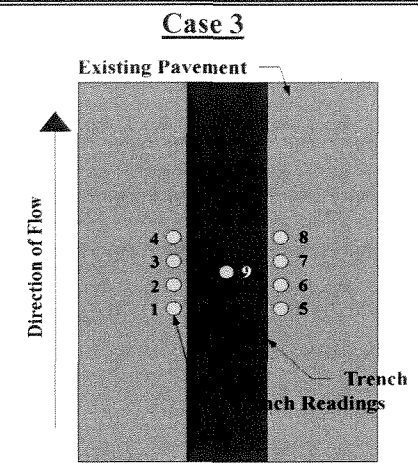 Case 3
Existing Pavement
Direction of Flow
4 8
3 7
9
2 6
1 5
Trench
nch Readings